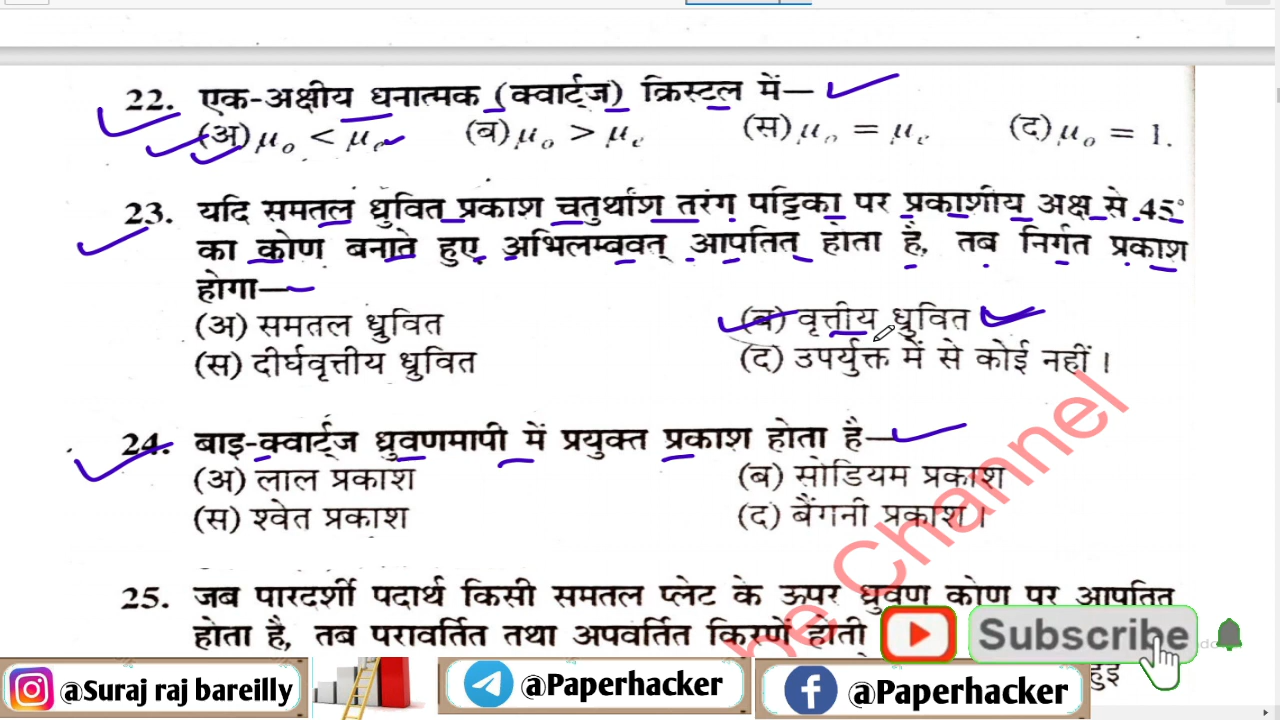 22. एक-अक्षीय धनात्मक (क्वार्ट्ज) क्रिस्टल में—
(अ) μo < μe (ब) μo > μe (स) μo = μe (द) μo = 1.
23. यदि समतल ध्रुवित प्रकाश चतुर्थांश तरंग पट्टिका पर प्रकाशीय अक्ष से 45°
का कोण बनाते हुए अभिलम्बवत् आपतित होता है, तब निर्गत प्रकाश
होगा—
(अ) समतल ध्रुवित (ब) वृत्तीय ध्रुवित
(स) दीर्घवृत्तीय ध्रुवित (द) उपर्युक्त में से कोई नहीं।
24. बाइ-क्वार्ट्ज ध्रुवणमापी में प्रयुक्त प्रकाश होता है—
(अ) लाल प्रकाश (ब) सोडियम प्रकाश
(स) श्वेत प्रकाश (द) बैंगनी प्रकाश।
25. जब पारदर्शी पदार्थ किसी समतल प्लेट के ऊपर ध्रुवण कोण पर आपतित
होता है, तब परावर्तित तथा अपवर्तित किरणें होती
हुई
be Channel
Subscribe
@Suraj raj bareilly @Paperhacker @Paperhacker